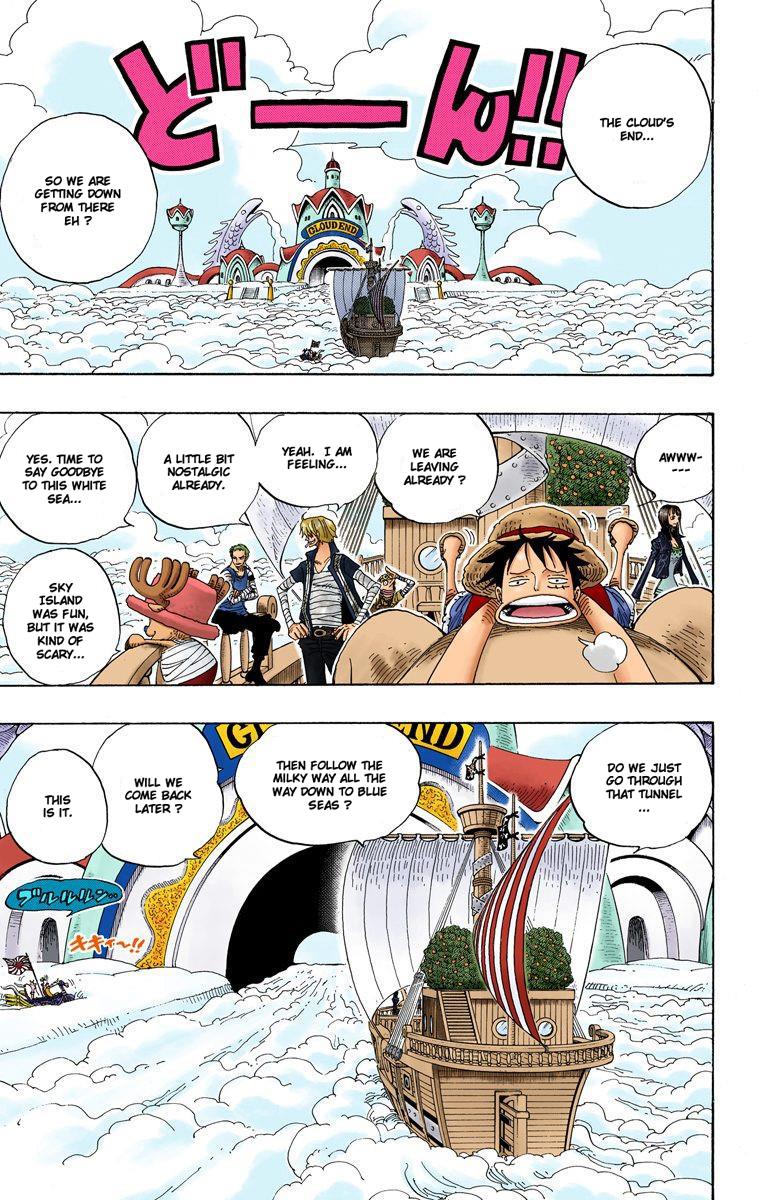 どーん!!
THE CLOUD'S
END...
SO WE ARE
GETTING DOWN
FROM THERE
EH ?
CLOUD END
AWWW-
---
WE ARE
LEAVING
ALREADY ?
YEAH. I AM
FEELING...
A LITTLE BIT
NOSTALGIC
ALREADY.
YES. TIME TO
SAY GOODBYE
TO THIS WHITE
SEA...
SKY
ISLAND
WAS FUN,
BUT IT WAS
KIND OF
SCARY...
DO WE JUST
GO THROUGH
THAT TUNNEL
...
THEN FOLLOW THE
MILKY WAY ALL THE
WAY DOWN TO BLUE
SEAS ?
WILL WE
COME BACK
LATER ?
THIS
IS IT.
CLOUD END
ブルルルン
キキィ〜!!